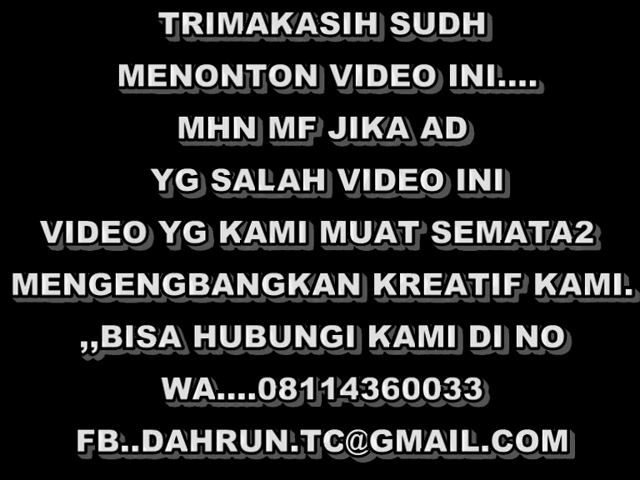 TRIMAKASIH SUDH
MENONTON VIDEO INI....
MHN MF JIKA AD
YG SALAH VIDEO INI
VIDEO YG KAMI MUAT SEMATA2
MENGENGBANGKAN KREATIF KAMI.
,,BISA HUBUNGI KAMI DI NO
WA....08114360033
FB..DAHRUN.TC@GMAIL.COM